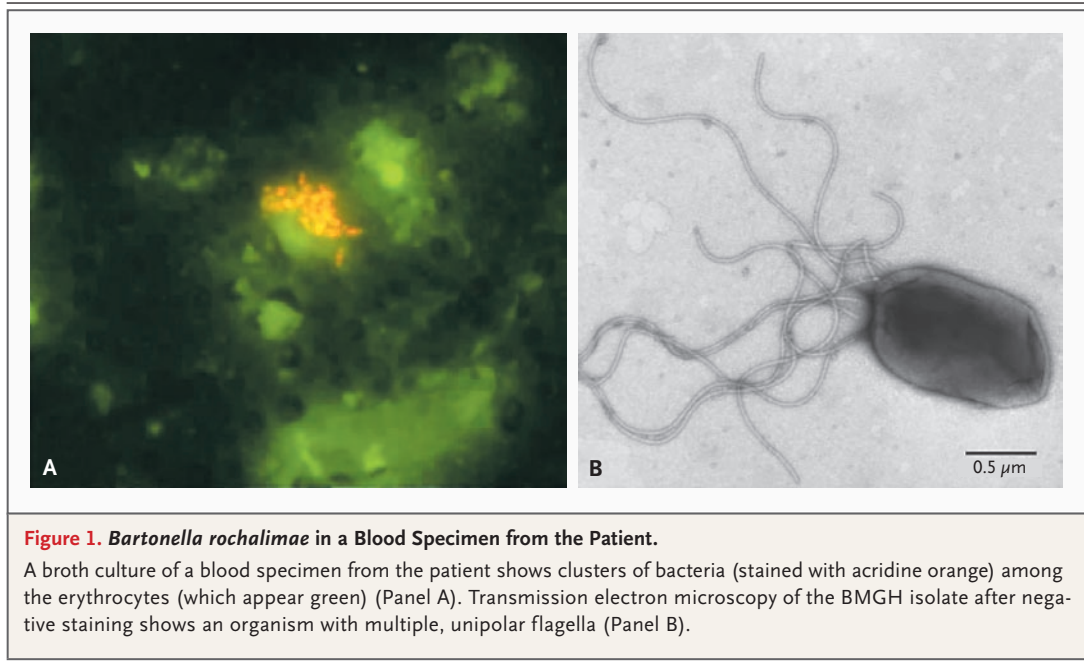 A
B
0.5 μm
Figure 1. Bartonella rochalimae in a Blood Specimen from the Patient.
A broth culture of a blood specimen from the patient shows clusters of bacteria (stained with acridine orange) among
the erythrocytes (which appear green) (Panel A). Transmission electron microscopy of the BMGH isolate after nega-
tive staining shows an organism with multiple, unipolar flagella (Panel B).